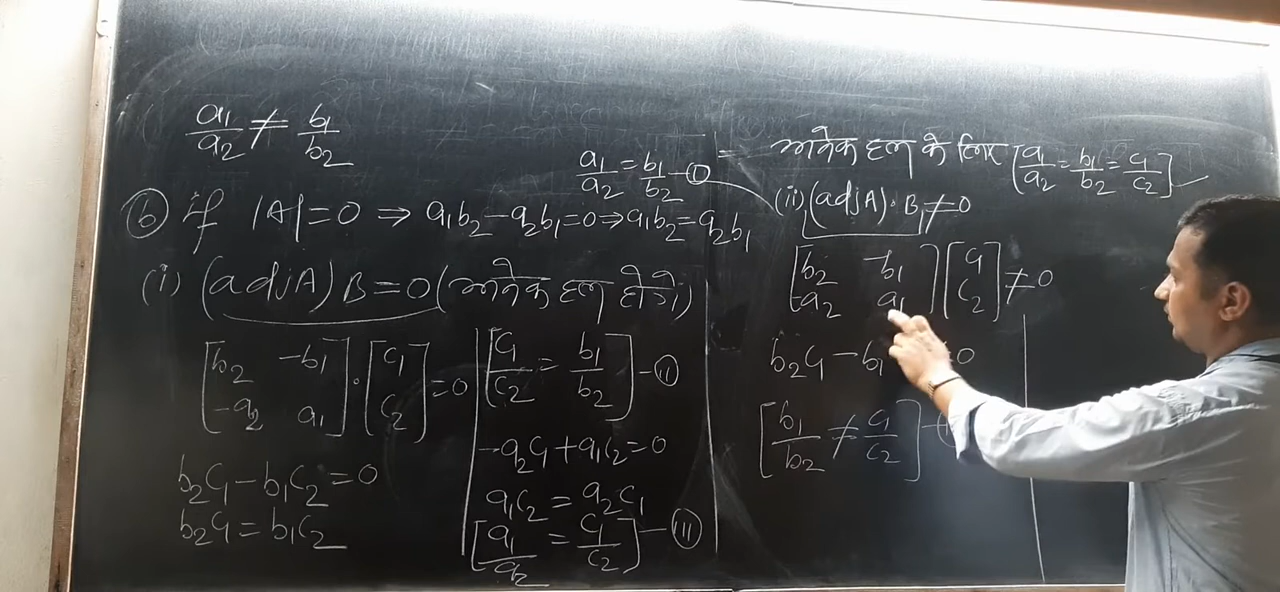 a₁/a₂ ≠ b₁/b₂
a₁/a₂ = b₁/b₂ —(i)
(b) if |A|=0 ⇒ a₁b₂-a₂b₁=0 ⇒ a₁b₂=a₂b₁
(i) (adjA) B=0 (अनेक हल होंगे)
[b₂ -b₁; -a₂ a₁] · [c₁; c₂] = 0
b₂c₁-b₁c₂=0
b₂c₁=b₁c₂
[c₁/c₂ = b₁/b₂] —(ii)
-a₂c₁+a₁c₂=0
a₁c₂=a₂c₁
[a₁/a₂ = c₁/c₂] —(iii)
= अनेक हल के लिए [a₁/a₂ = b₁/b₂ = c₁/c₂]
(ii) (adjA)·B≠0
[b₂ -b₁; -a₂ a₁] [c₁; c₂] ≠0
b₂c₁-b₁ 0
[b₁/b₂ ≠ c₁/c₂]